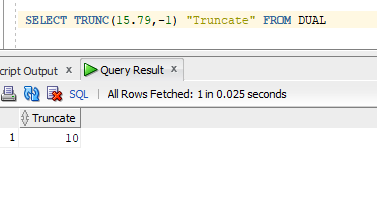 SELECT TRUNC(15.79,-1) "Truncate" FROM DUAL
cript Output x Query Result x
SQL | All Rows Fetched: 1 in 0.025 seconds
Truncate
1 10